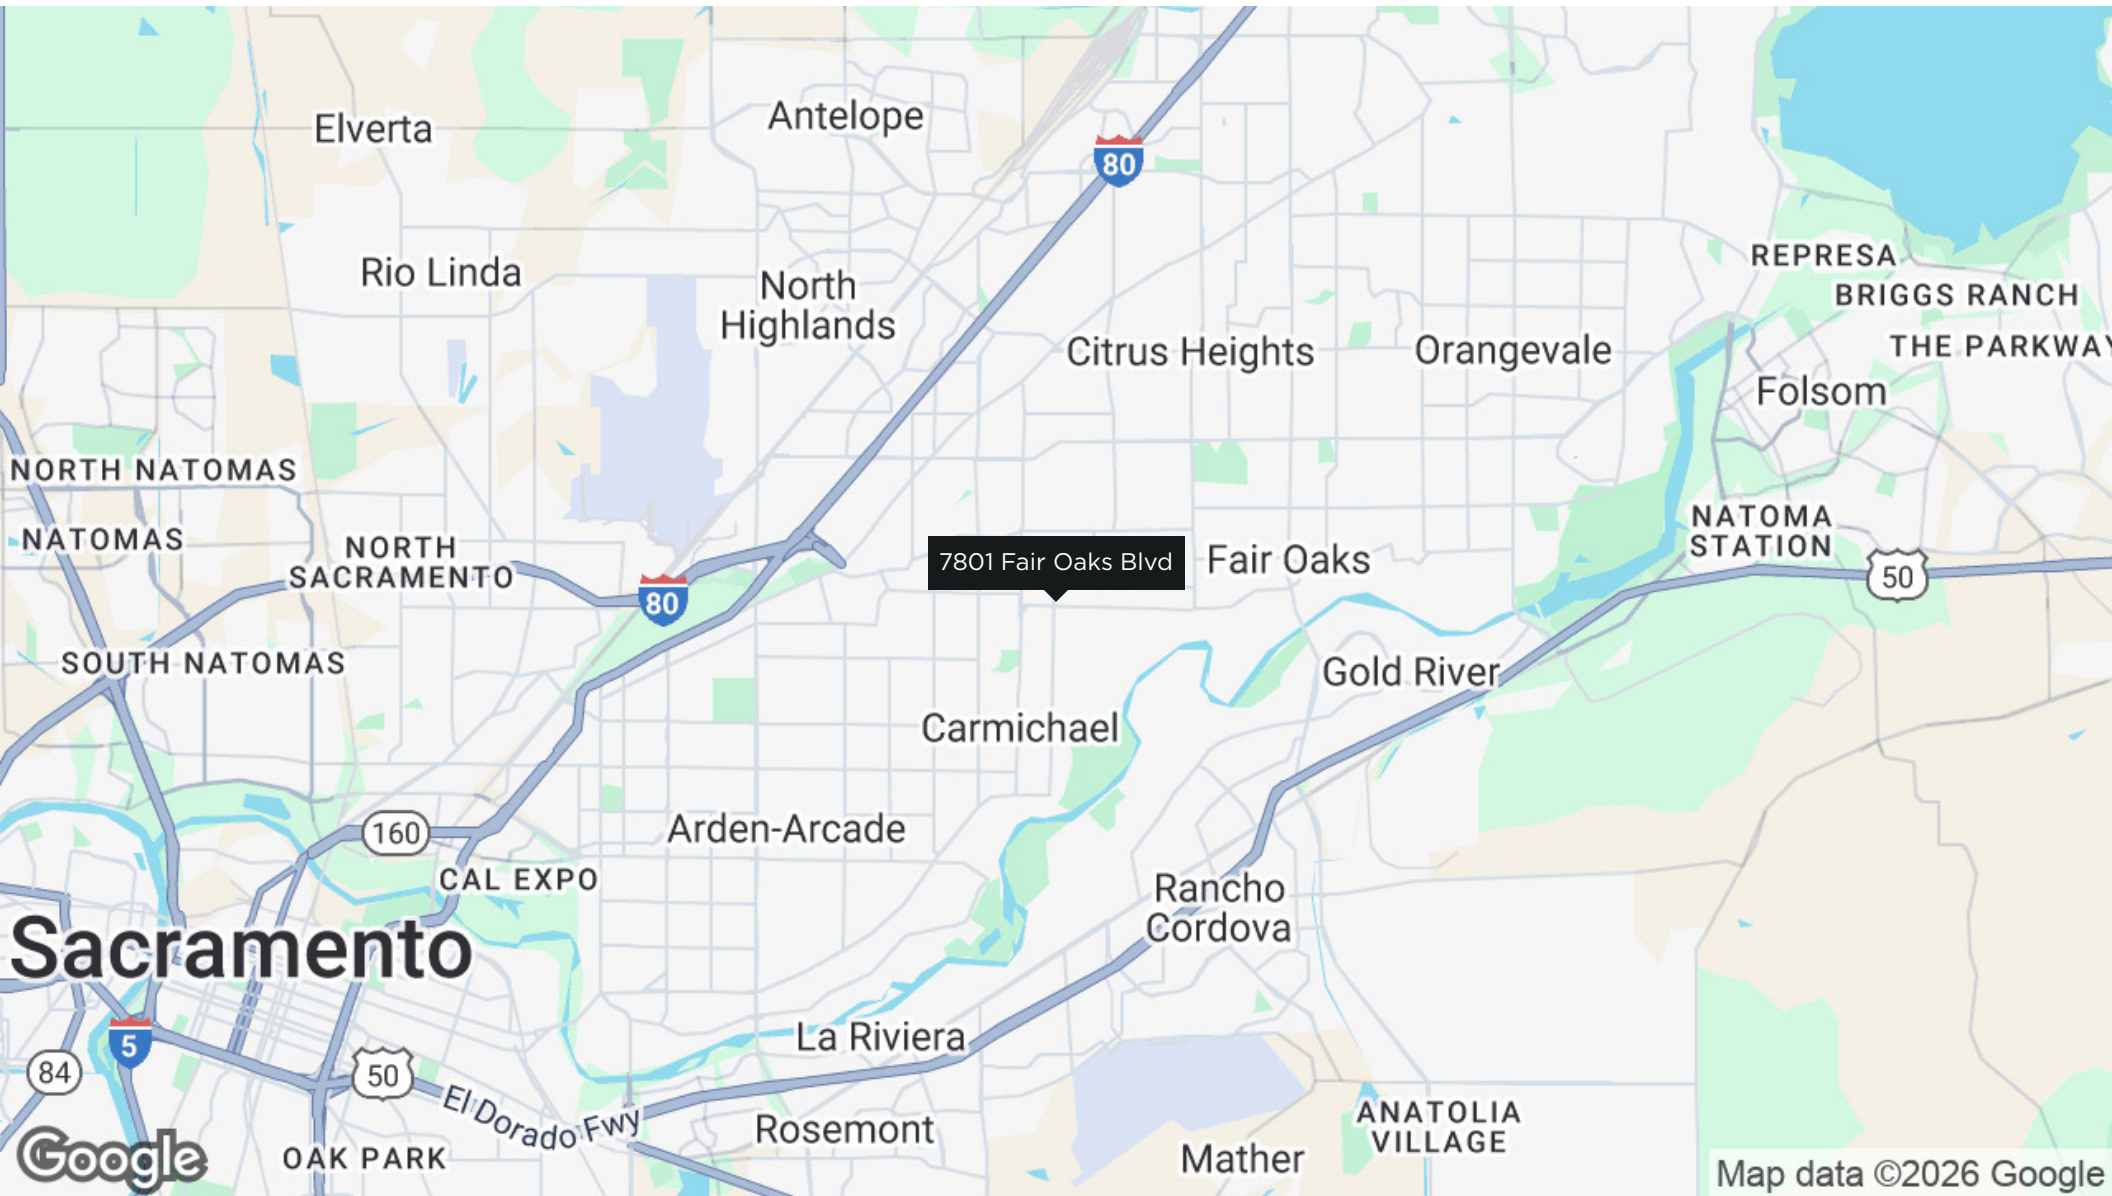 Elverta
Antelope
80
Rio Linda
North
Highlands
REPRESA
BRIGGS RANCH
THE PARKWAY
Citrus Heights
Orangevale
Folsom
NORTH NATOMAS
NATOMAS
NORTH
SACRAMENTO
80
7801 Fair Oaks Blvd
Fair Oaks
NATOMA
STATION
50
SOUTH NATOMAS
Gold River
Carmichael
160
Arden-Arcade
CAL EXPO
Rancho
Cordova
Sacramento
5
La Riviera
84
50
El Dorado Fwy
Rosemont
ANATOLIA
VILLAGE
Google
OAK PARK
Mather
Map data ©2026 Google